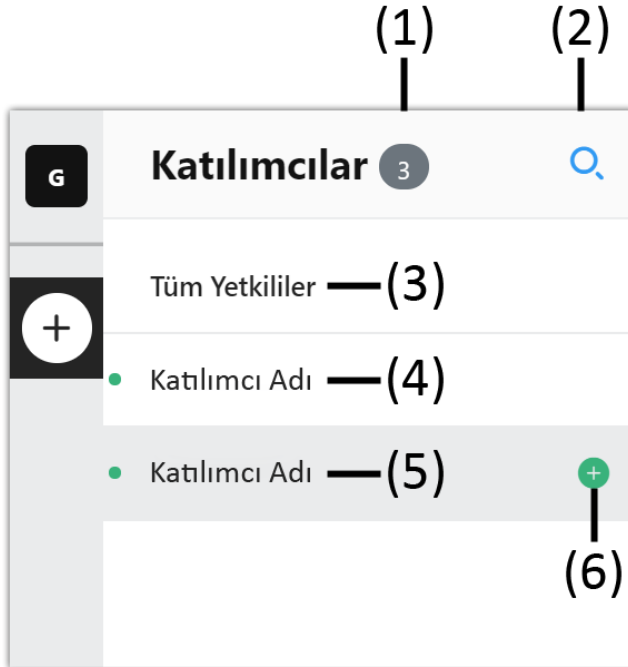 (1) (2)
G Katılımcılar 3
Tüm Yetkililer (3)
+
Katılımcı Adı (4)
Katılımcı Adı (5) +
(6)